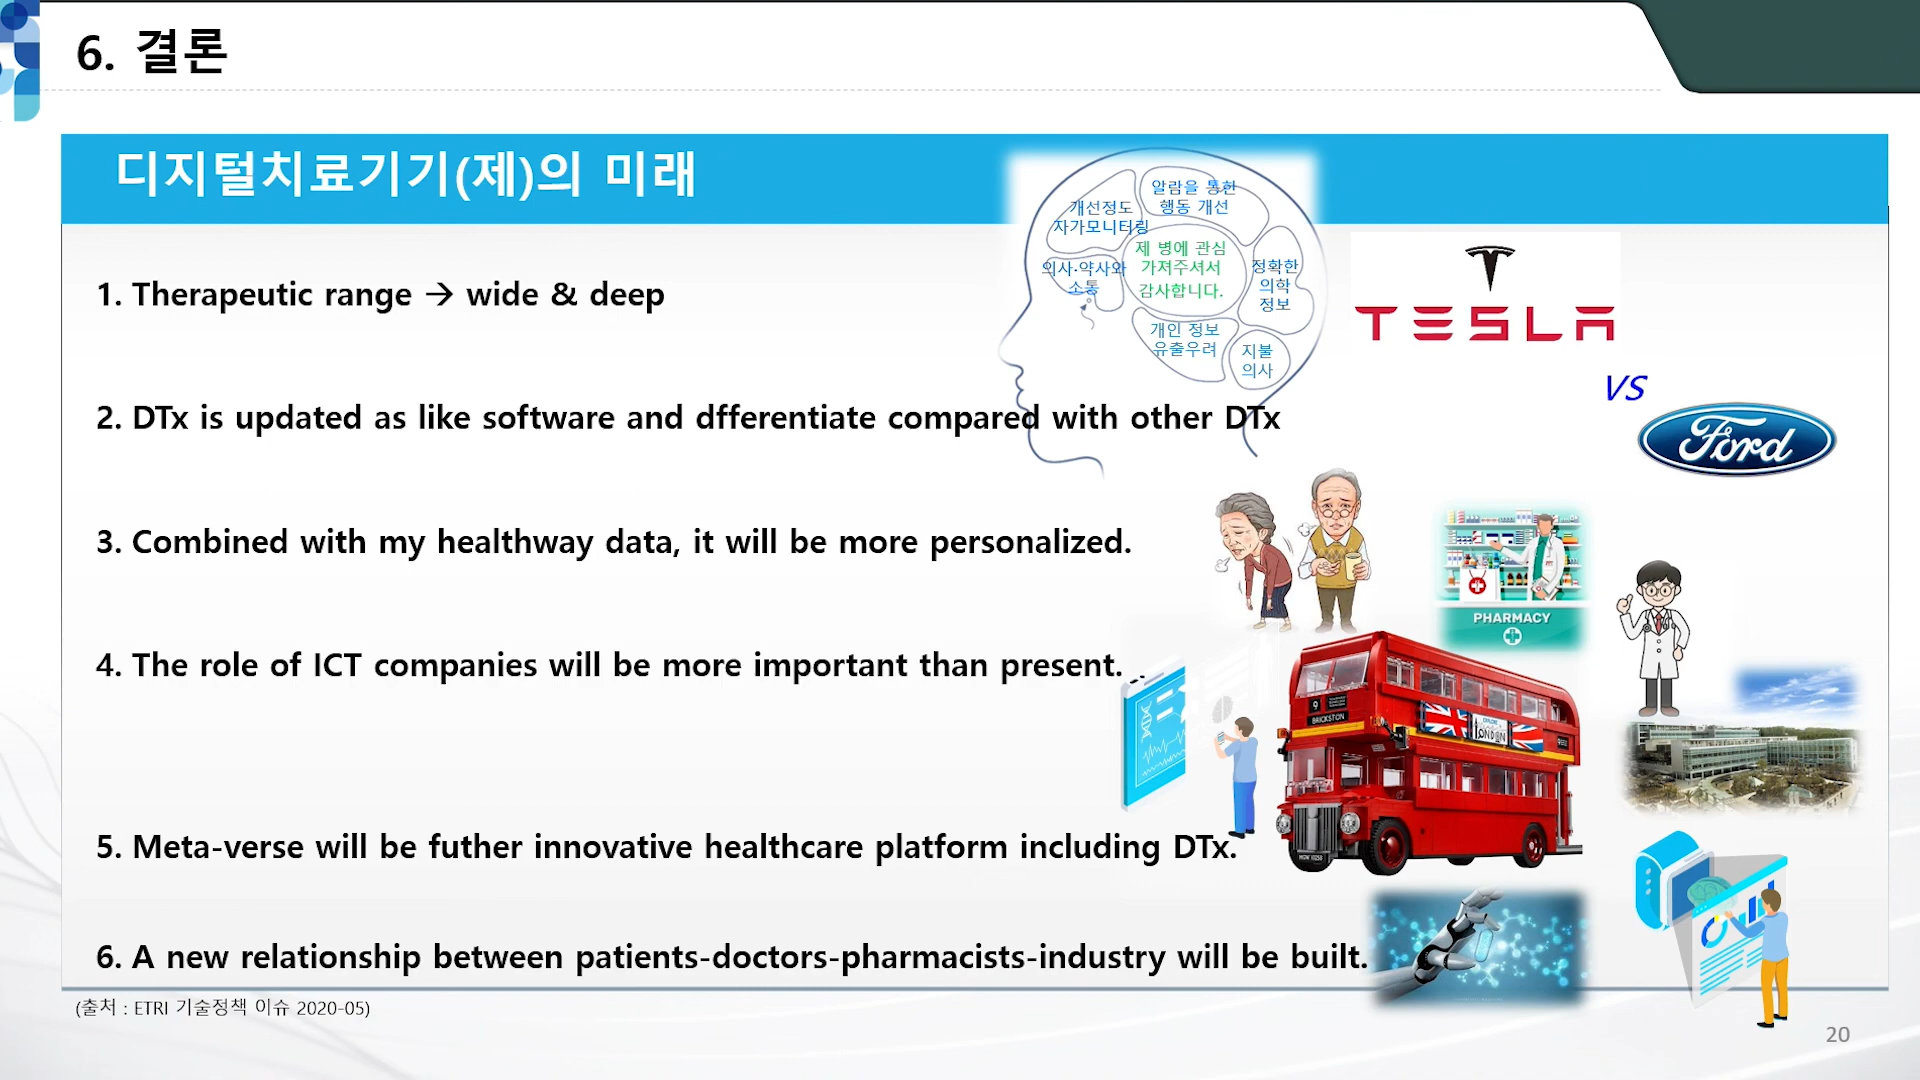 6. 결론
디지털치료기기(제)의 미래
알람을 통한
행동 개선
개선정도
자가모니터링
제 병에 관심
가져주셔서
감사합니다.
의사·약사와
소통
정확한
의학
정보
개인 정보
유출우려
지불
의사
TESLA
VS
Ford
1. Therapeutic range → wide & deep
2. DTx is updated as like software and dfferentiate compared with other DTx
3. Combined with my healthway data, it will be more personalized.
PHARMACY
4. The role of ICT companies will be more important than present.
9
BRICKSTON
LONDON
5. Meta-verse will be futher innovative healthcare platform including DTx.
6. A new relationship between patients-doctors-pharmacists-industry will be built.
(출처 : ETRI 기술정책 이슈 2020-05)
20